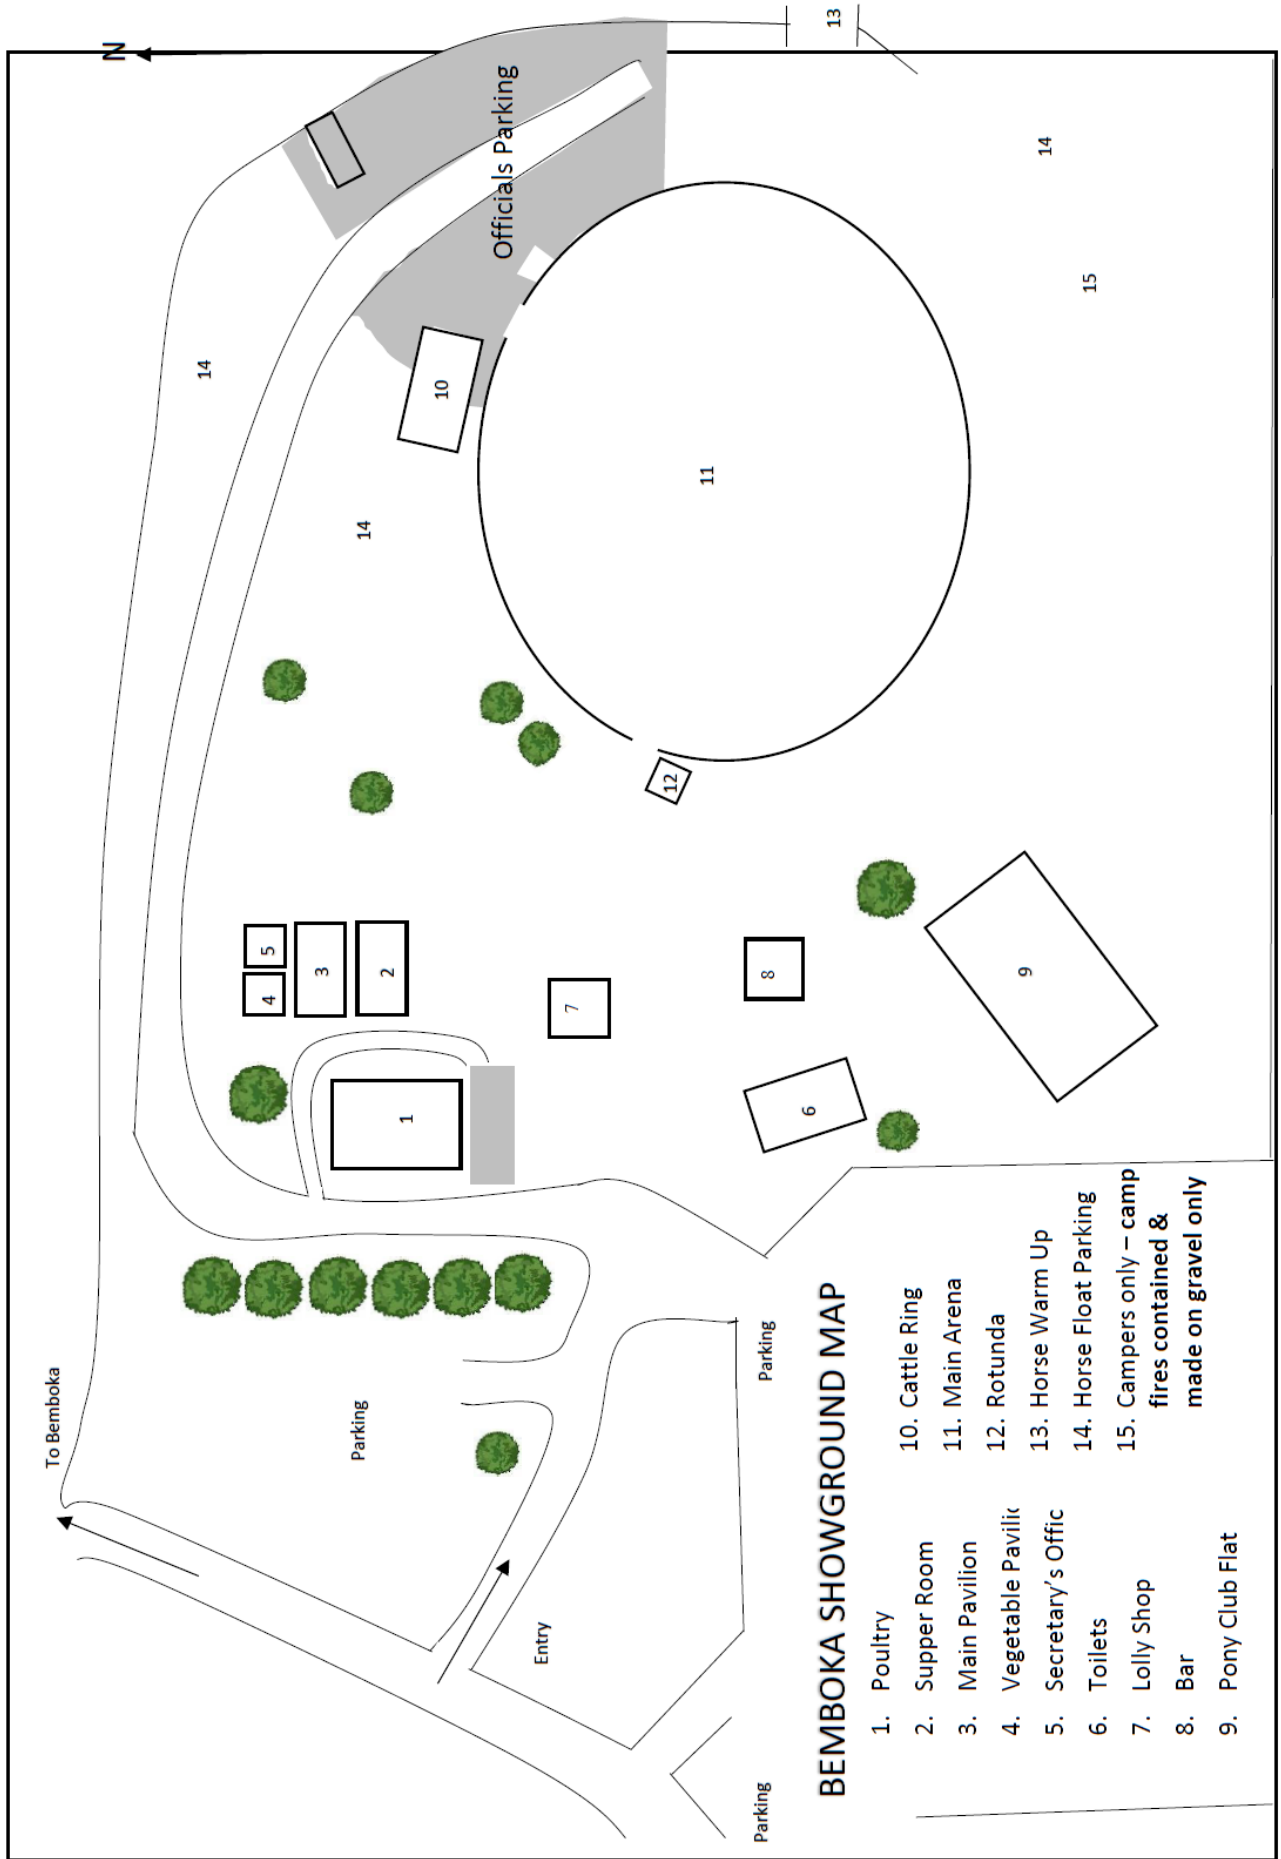 To Bemboka
N
14
4
5
3
Parking
14
2
1
10
Officials Parking
Entry
7
12
11
Parking
Parking
8
6
13
9
14
15
BEMBOKA SHOWGROUND MAP
1. Poultry
2. Supper Room
3. Main Pavilion
4. Vegetable Pavilio
5. Secretary's Offic
6. Toilets
7. Lolly Shop
8. Bar
9. Pony Club Flat
10. Cattle Ring
11. Main Arena
12. Rotunda
13. Horse Warm Up
14. Horse Float Parking
15. Campers only – camp
fires contained &
made on gravel only